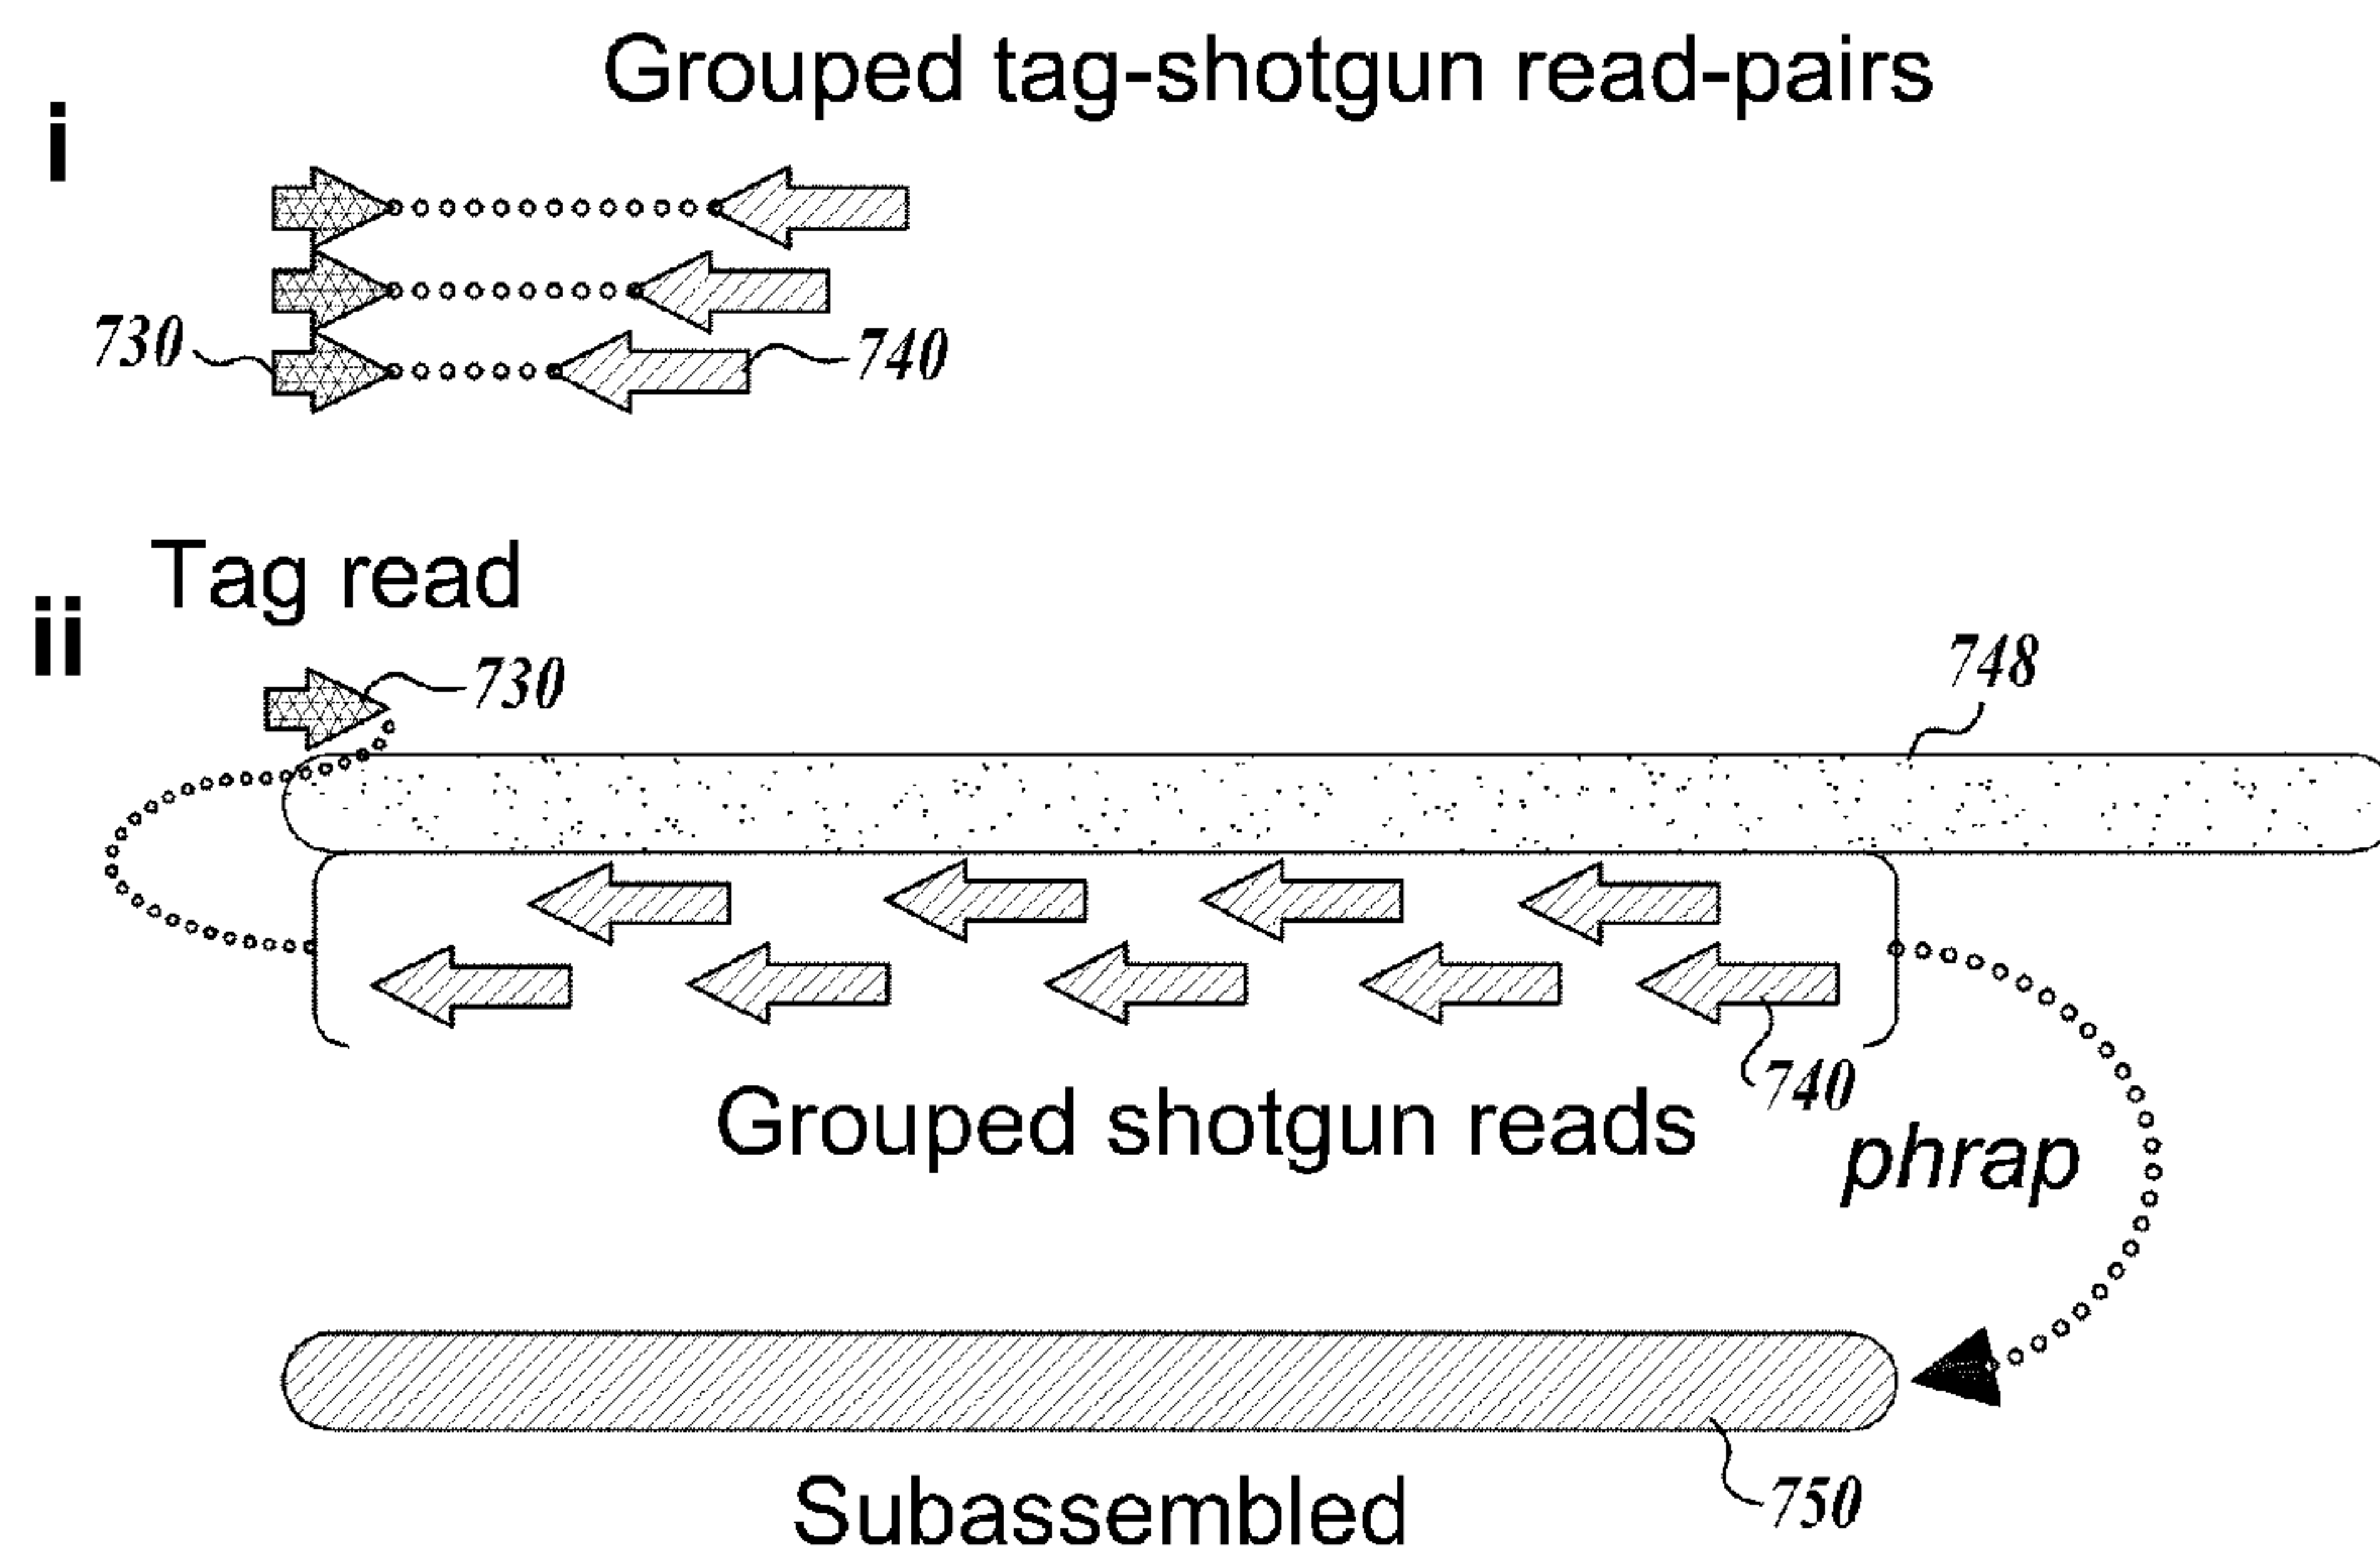 Grouped tag-shotgun read-pairs
i
730
740
Tag read
ii
730
748
740
Grouped shotgun reads
phrap
750
Subassembled